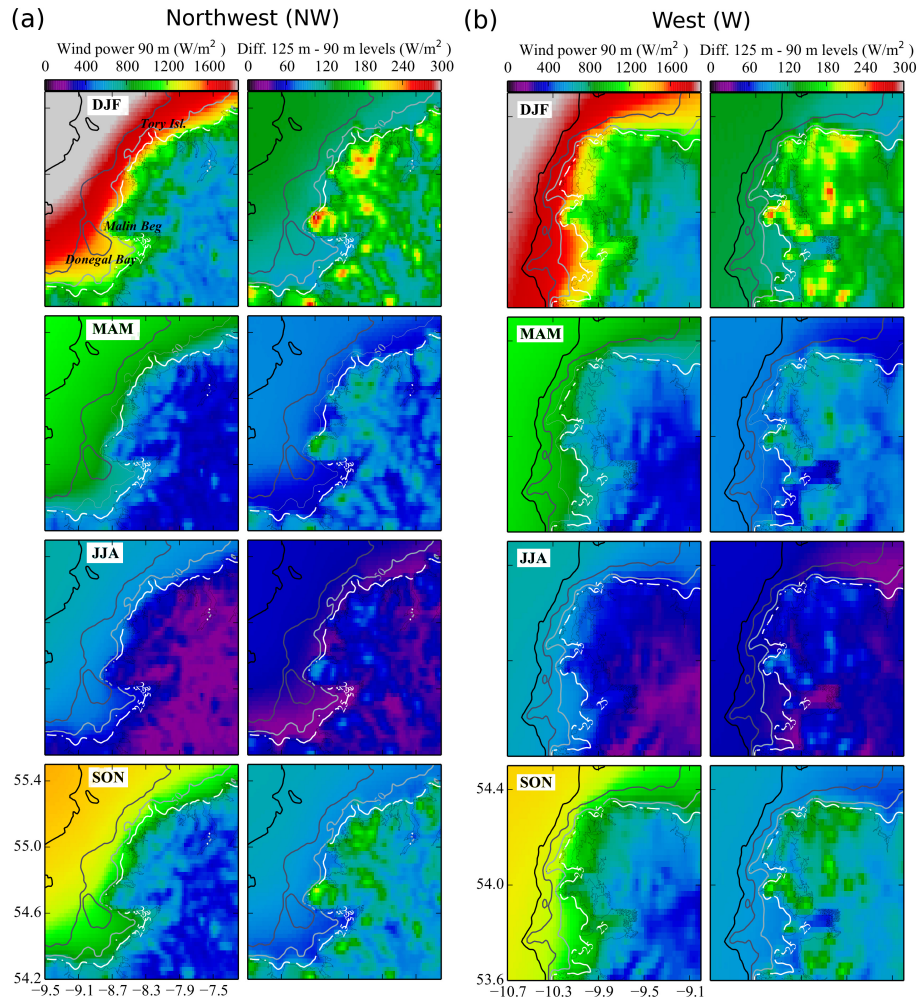 (a) Northwest (NW) (b) West (W)
Wind power 90 m (W/m²) Diff. 125 m - 90 m levels (W/m²) Wind power 90 m (W/m²) Diff. 125 m - 90 m levels (W/m²)
0 400 800 1200 1600 0 60 120 180 240 300 0 400 800 1200 1600 0 60 120 180 240 300
DJF DJF
Tory Isl.
Malin Beg
Donegal Bay
MAM MAM
JJA JJA
SON SON
55.4 54.4
55.0
54.0
54.6
54.2 53.6
−9.5 −9.1 −8.7 −8.3 −7.9 −7.5 −10.7 −10.3 −9.9 −9.5 −9.1